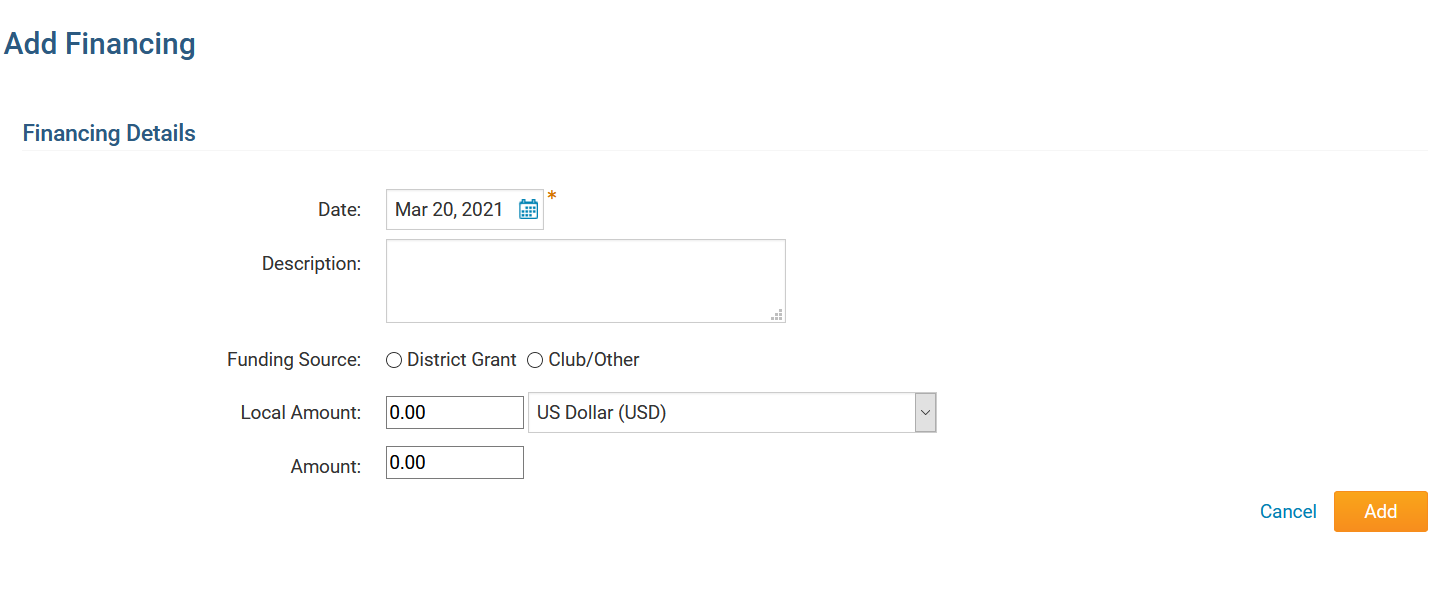 Add Financing
Financing Details
Date: Mar 20, 2021 *
Description:
Funding Source: District Grant Club/Other
Local Amount: 0.00 US Dollar (USD)
Amount: 0.00
Cancel Add